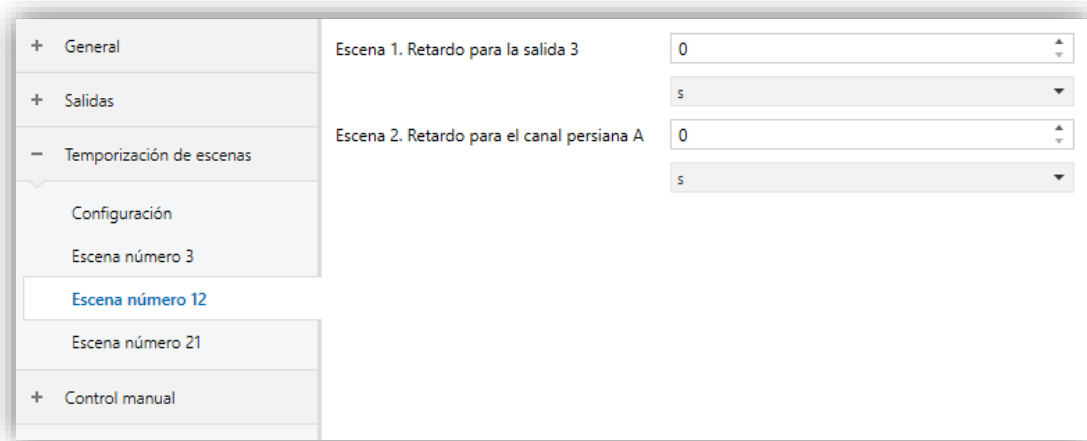 General
Salidas
Temporización de escenas
Configuración
Escena número 3
Escena número 12
Escena número 21
Control manual
Escena 1. Retardo para la salida 3
0
s
Escena 2. Retardo para el canal persiana A
0
s